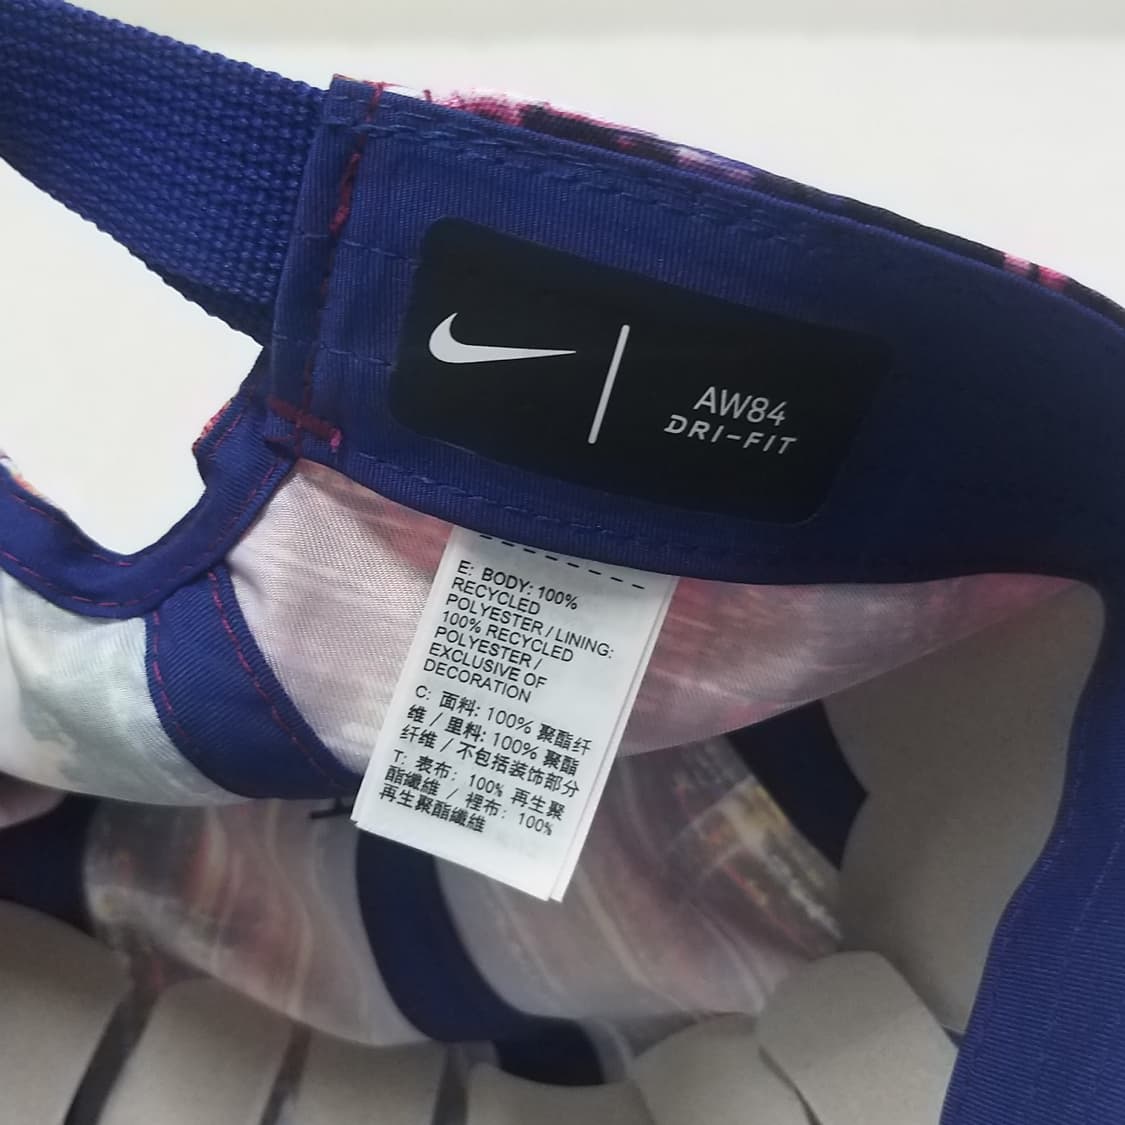 AW84
DRI-FIT
E: BODY: 100%
RECYCLED
POLYESTER / LINING:
100% RECYCLED
POLYESTER /
EXCLUSIVE OF
DECORATION
C: 面料: 100% 聚酯纤
维 / 里料: 100% 聚酯
纤维 / 不包括装饰部分
T: 表布: 100% 再生聚
酯纖維 / 裡布: 100%
再生聚酯纖維